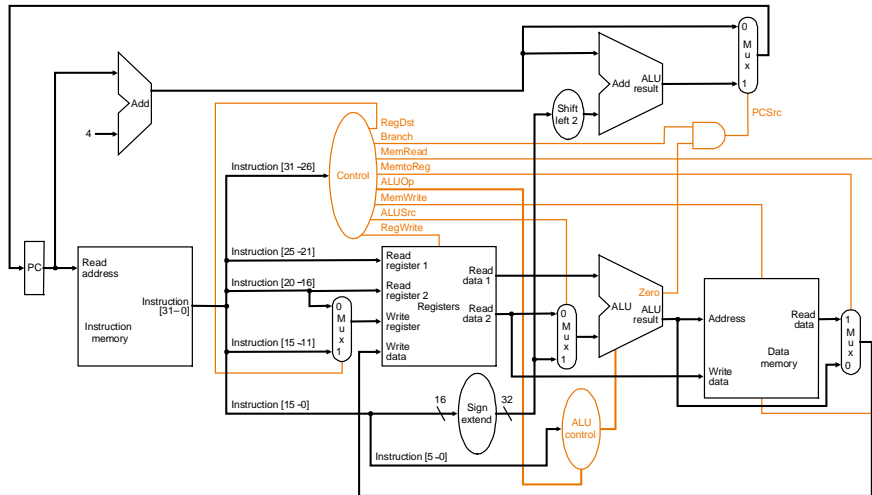 0
M
u
x
1
ALU
result
Add
Add
4
Shift
left 2
PCSrc
RegDst
Branch
MemRead
MemtoReg
ALUOp
MemWrite
ALUSrc
RegWrite
Control
Instruction [31–26]
Instruction [25–21]
Instruction [20–16]
Instruction [15–11]
Instruction [15–0]
Instruction [5–0]
PC
Read
address
Instruction
[31–0]
Instruction
memory
0
M
u
x
1
Read
register 1
Read
register 2
Write
register
Write
data
Registers
Read
data 1
Read
data 2
0
M
u
x
1
Zero
ALU
ALU
result
Address
Write
data
Read
data
Data
memory
1
M
u
x
0
16
Sign
extend
32
ALU
control